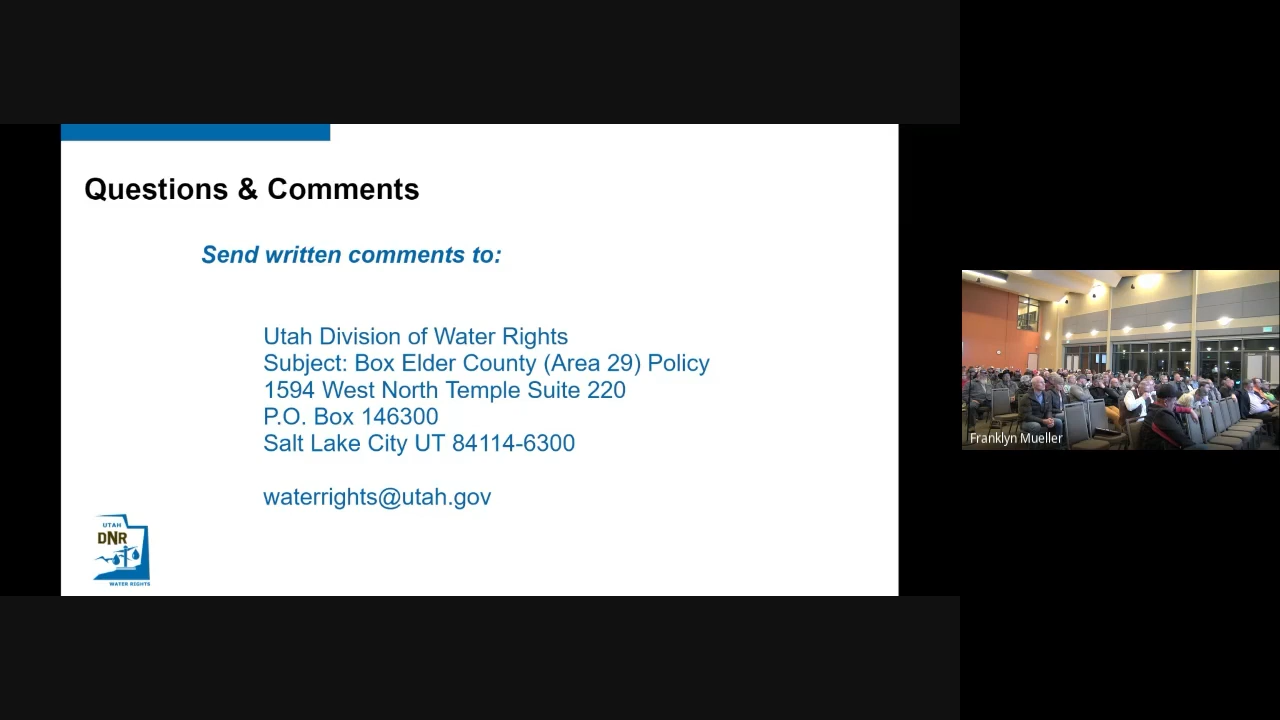 Questions & Comments
Send written comments to:
Utah Division of Water Rights
Subject: Box Elder County (Area 29) Policy
1594 West North Temple Suite 220
P.O. Box 146300
Salt Lake City UT 84114-6300
waterrights@utah.gov
UTAH
DNR
WATER RIGHTS
Franklyn Mueller